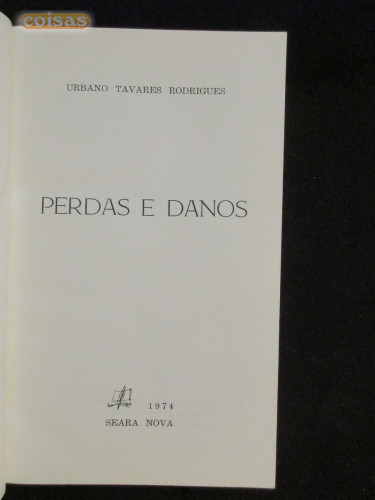 coisas
URBANO TAVARES RODRIGUES
PERDAS E DANOS
1974
SEARA NOVA